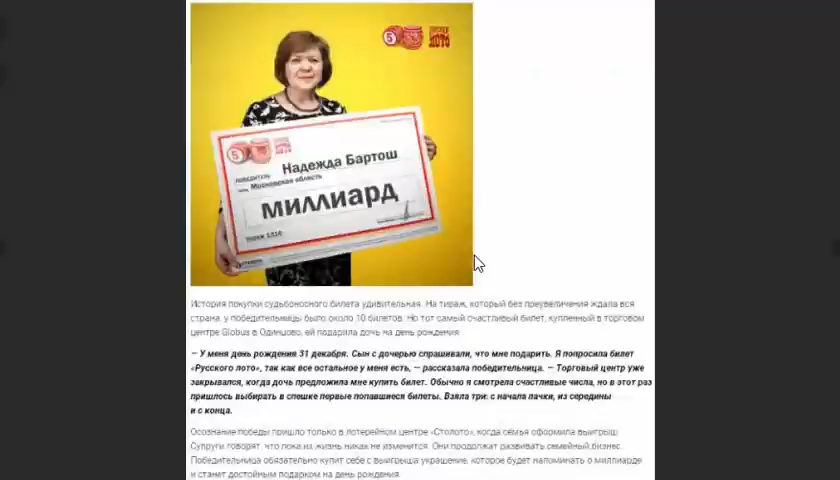 5
РУССКОЕ ЛОТО
5
ПОБЕДИТЕЛЬ
Надежда Бартош
Московская область
миллиард
История покупки судьбоносного билета удивительная. На тираж, который без преувеличения ждала вся
страна, у победительницы было около 10 билетов. Но тот самый счастливый билет, купленный в торговом
центре Globus в Одинцово, ей подарила дочь на день рождения.
— У меня день рождения 31 декабря. Сын с дочерью спрашивали, что мне подарить. Я попросила билет
«Русского лото», так как все остальное у меня есть, — рассказала победительница. — Торговый центр уже
закрывался, когда дочь предложила мне купить билет. Обычно я смотрела счастливые числа, но в этот раз
пришлось выбирать в спешке первые попавшиеся билеты. Взяла три: с начала пачки, из середины
и с конца.
Осознание победы пришло только в лотерейном центре «Столото», когда семья оформила выигрыш.
Супруги говорят, что пока их жизнь никак не изменится. Они продолжат развивать семейный бизнес.
Победительница обязательно купит себе с выигрыша украшение, которое будет напоминать о миллиарде
и станет достойным подарком на день рождения.